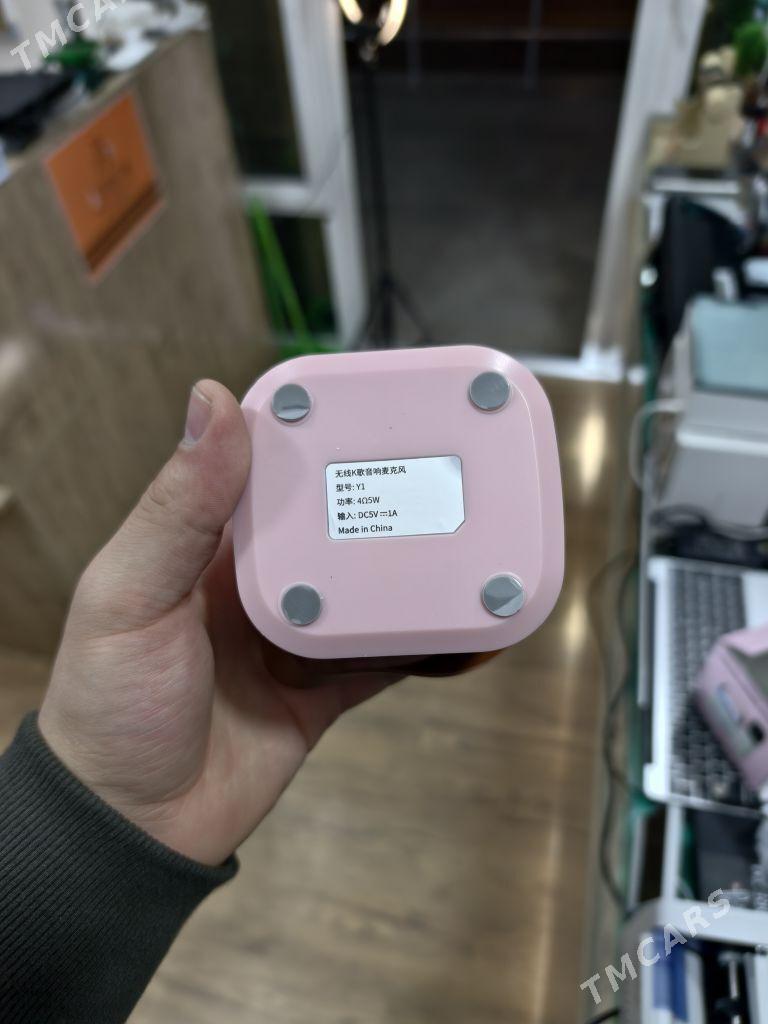 TMCARS
无线K歌音响麦克风
型号: Y1
功率: 4Ω5W
输入: DC5V⎓1A
Made in China
TMCARS